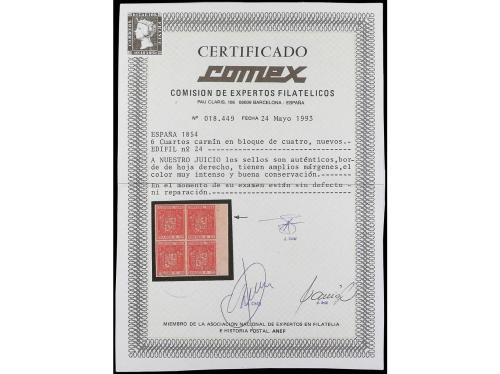 CERTIFICADO
comex
COMISION DE EXPERTOS FILATELICOS
PAU CLARIS, 106 08009 BARCELONA - ESPAÑA
Nº 018.449 FECHA 24 Mayo 1993
ESPAÑA 1854
6 Cuartos carmín en bloque de cuatro, nuevos.
EDIFIL nº 24
A NUESTRO JUICIO los sellos son auténticos,bor-
de de hoja derecho, tienen amplios márgenes,el
color muy intenso y buena conservación.
En el momento de su examen están sin defecto
ni reparación.
MIEMBRO DE LA ASOCIACION NACIONAL DE EXPERTOS EN FILATELIA
E HISTORIA POSTAL. ANEF